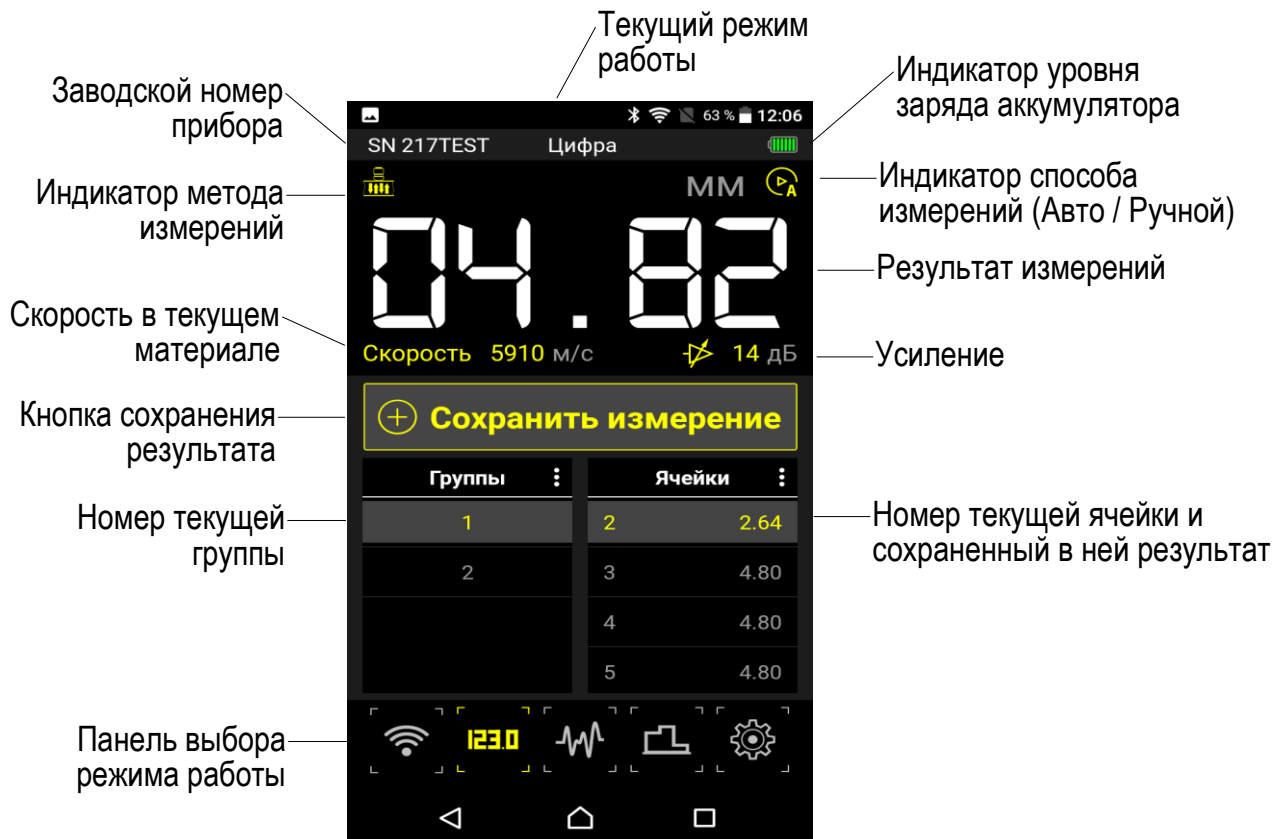 Текущий режим
работы
Заводской номер
прибора
Индикатор уровня
заряда аккумулятора
63 % 12:06
SN 217TEST Цифра
Индикатор метода
измерений
мм
A
Индикатор способа
измерений (Авто / Ручной)
04.82
Результат измерений
Скорость в текущем
материале
Скорость 5910 м/с 14 дБ
Усиление
Кнопка сохранения
результата
Сохранить измерение
Группы Ячейки
Номер текущей
группы
1 2 2.64
Номер текущей ячейки и
сохраненный в ней результат
2 3 4.80
4 4.80
5 4.80
Панель выбора
режима работы
123.0